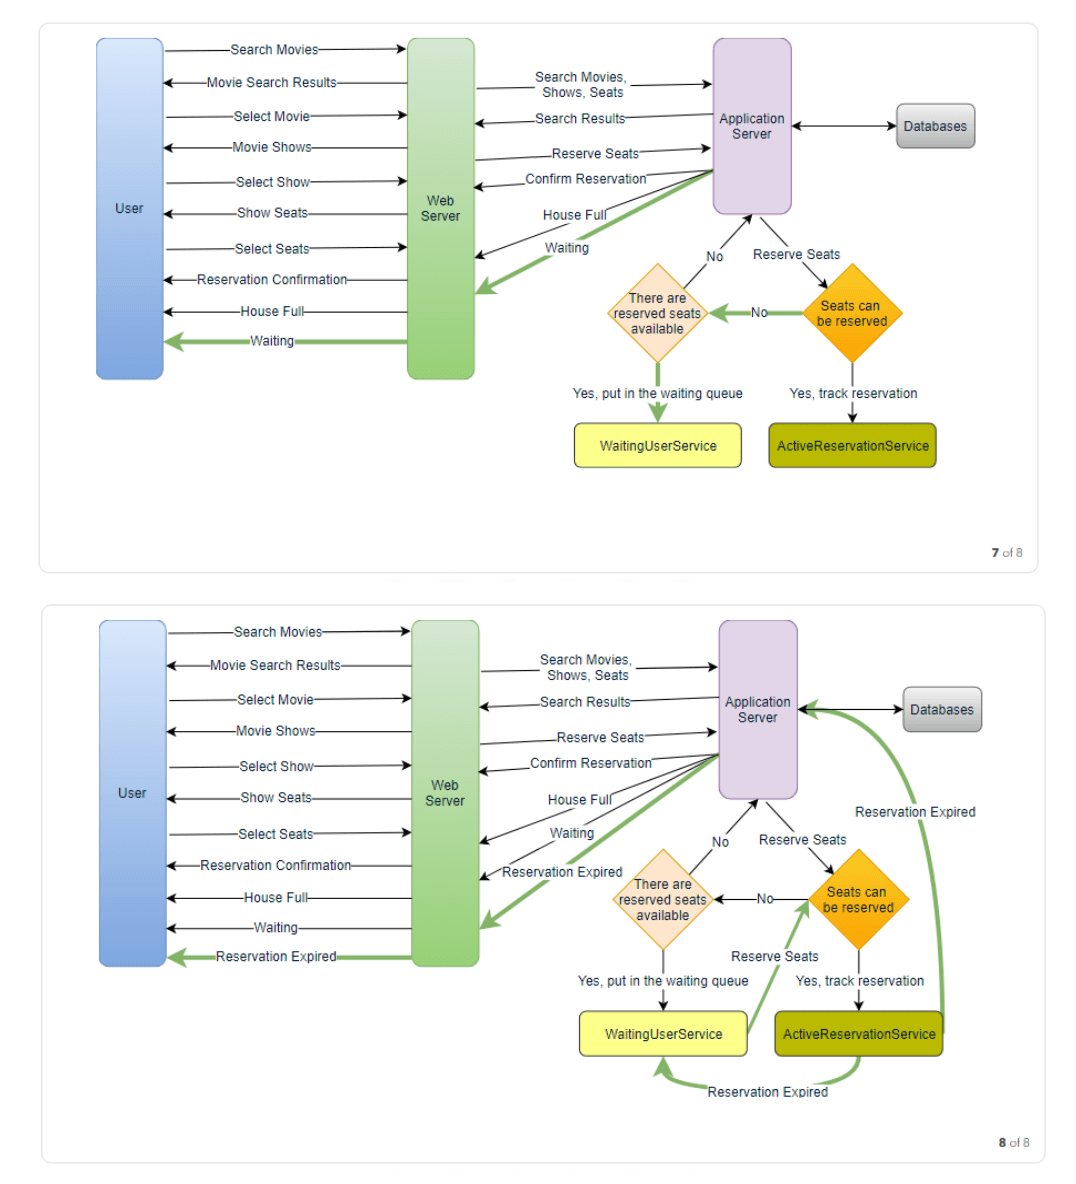 Search Movies
Movie Search Results
Select Movie
Movie Shows
Select Show
Show Seats
Select Seats
Reservation Confirmation
House Full
Waiting
User
Web
Server
Search Movies,
Shows, Seats
Search Results
Reserve Seats
Confirm Reservation
House Full
Waiting
Application
Server
Databases
No
Reserve Seats
There are
reserved seats
available
No
Seats can
be reserved
Yes, put in the waiting queue
Yes, track reservation
WaitingUserService
ActiveReservationService
7 of 8
Search Movies
Movie Search Results
Select Movie
Movie Shows
Select Show
Show Seats
Select Seats
Reservation Confirmation
House Full
Waiting
Reservation Expired
User
Web
Server
Search Movies,
Shows, Seats
Search Results
Reserve Seats
Confirm Reservation
House Full
Waiting
Reservation Expired
Application
Server
Databases
Reservation Expired
No
Reserve Seats
There are
reserved seats
available
No
Seats can
be reserved
Reserve Seats
Yes, put in the waiting queue
Yes, track reservation
WaitingUserService
ActiveReservationService
Reservation Expired
8 of 8